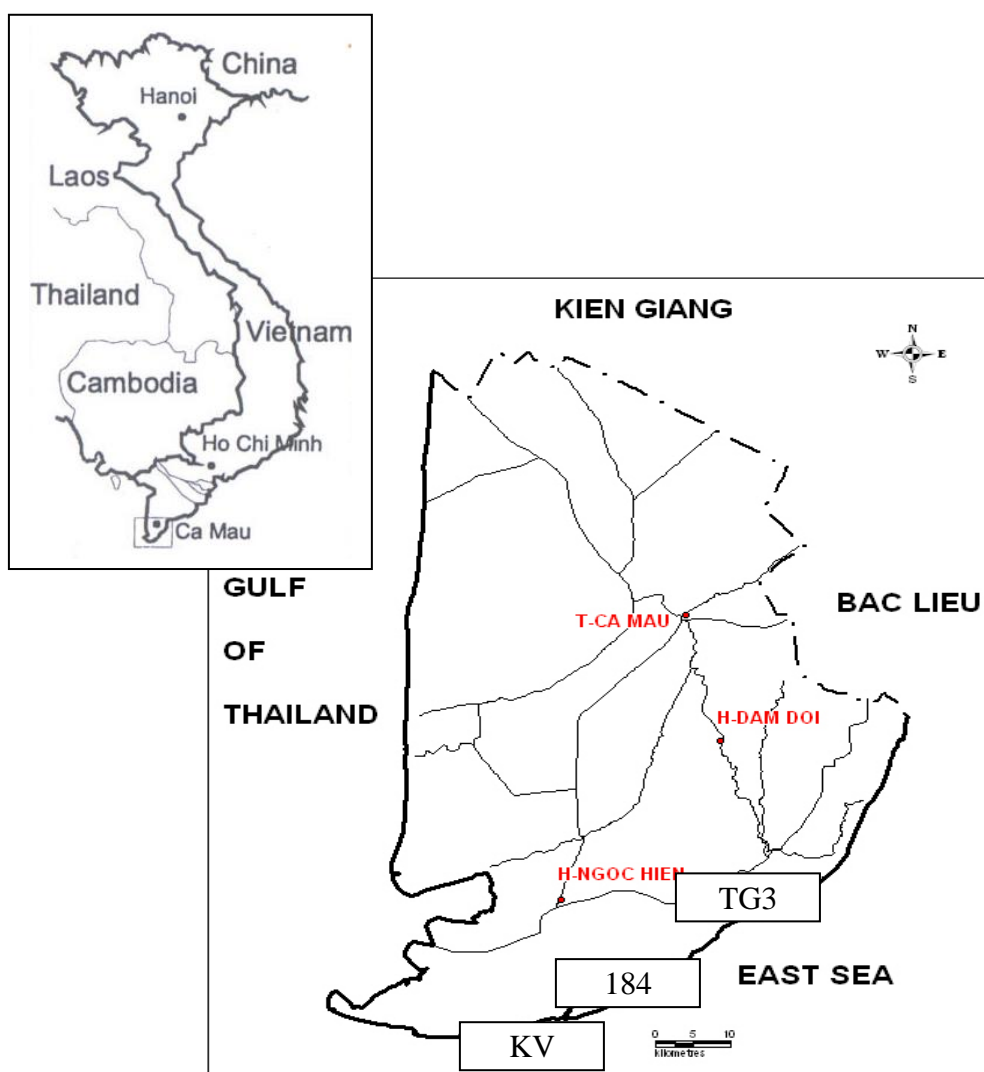 China
Hanoi
Laos
Thailand
Vietnam
Cambodia
Ho Chi Minh
Ca Mau
KIEN GIANG
N
W E
S
GULF
OF
THAILAND
BAC LIEU
T-CA MAU
H-DAM DOI
H-NGOC HIEN
TG3
184
EAST SEA
KV
0 5 10
kilometres